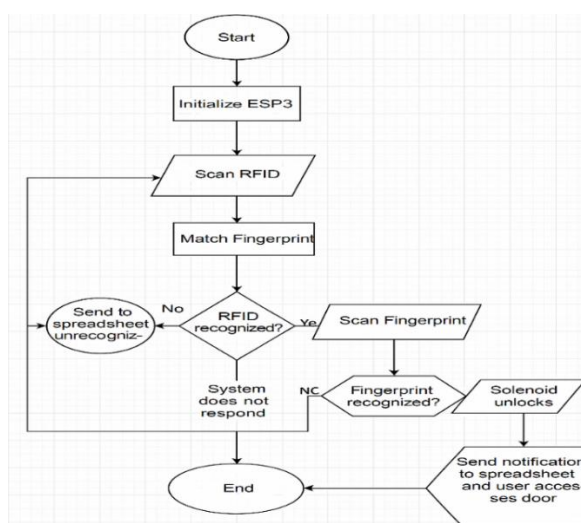 Start
Initialize ESP3
Scan RFID
Match Fingerprint
Send to
spreadsheet
unrecogniz-
No
RFID
recognized?
Ye
Scan Fingerprint
System
does not
respond
NC
Fingerprint
recognized?
Solenoid
unlocks
End
Send notification
to spreadsheet
and user acces
ses door